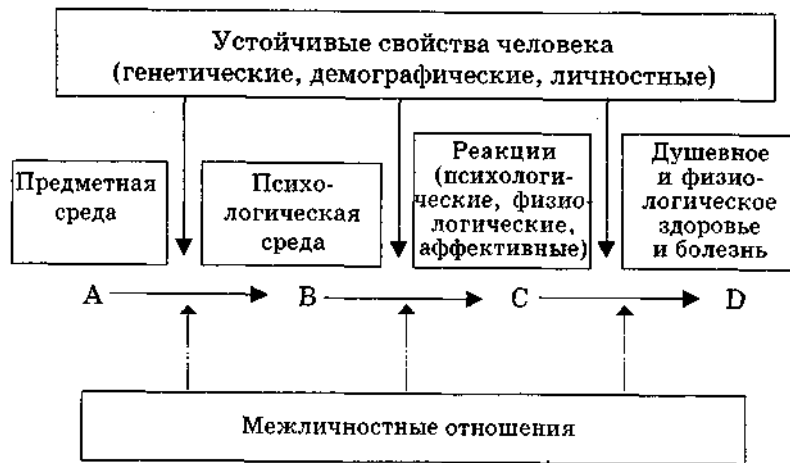 Устойчивые свойства человека
(генетические, демографические, личностные)
Предметная
среда
Психо-
логическая
среда
Реакции
(психологи-
ческие, физио-
логические,
аффективные)
Душевное
и физио-
логическое
здоровье
и болезнь
A B C D
Межличностные отношения